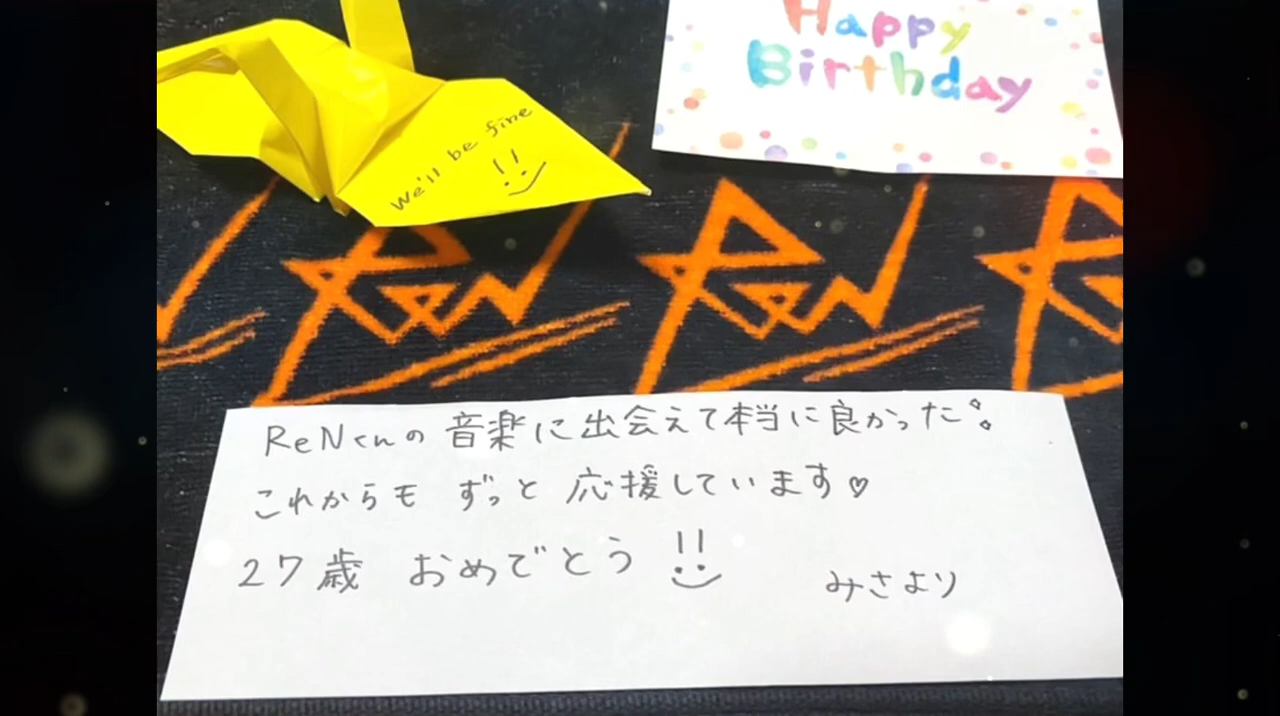 Happy
Birthday
We'll be fine
ReN
ReN
ReNくんの 音楽に出会えて本当に良かった
これからも ずっと 応援しています♡
27歳 おめでとう !!
みさより